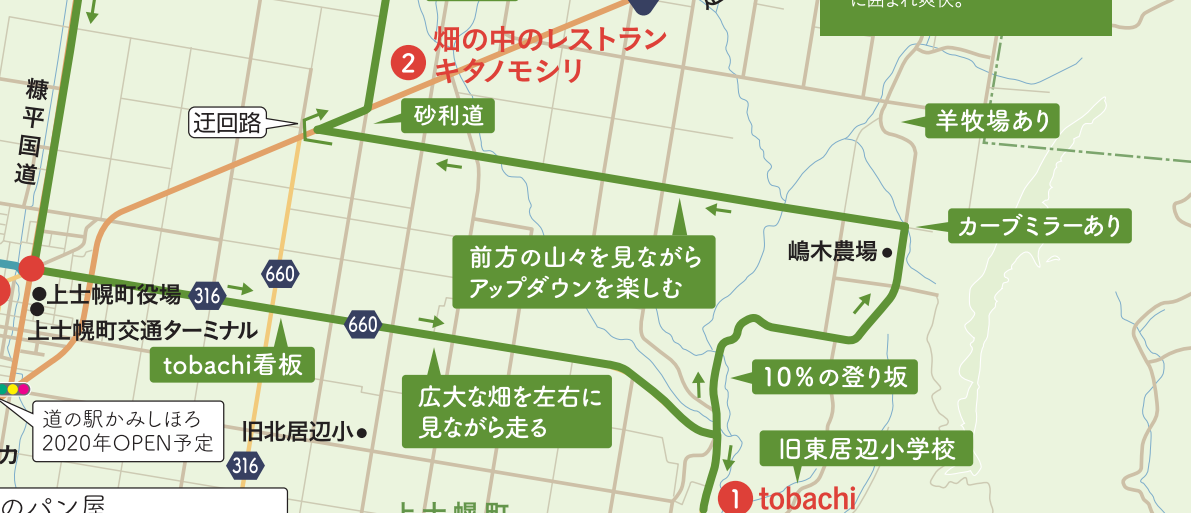 に囲まれ爽快。
2
畑の中のレストラン
キタノモシリ
糠平国道
迂回路
砂利道
羊牧場あり
カーブミラーあり
嶋木農場
前方の山々を見ながら
アップダウンを楽しむ
660
316
上士幌町役場
660
上士幌町交通ターミナル
tobachi看板
10%の登り坂
広大な畑を左右に
見ながら走る
道の駅かみしほろ
2020年OPEN予定
旧北居辺小
316
カ
旧東居辺小学校
1 tobachi
のパン屋
上士幌町